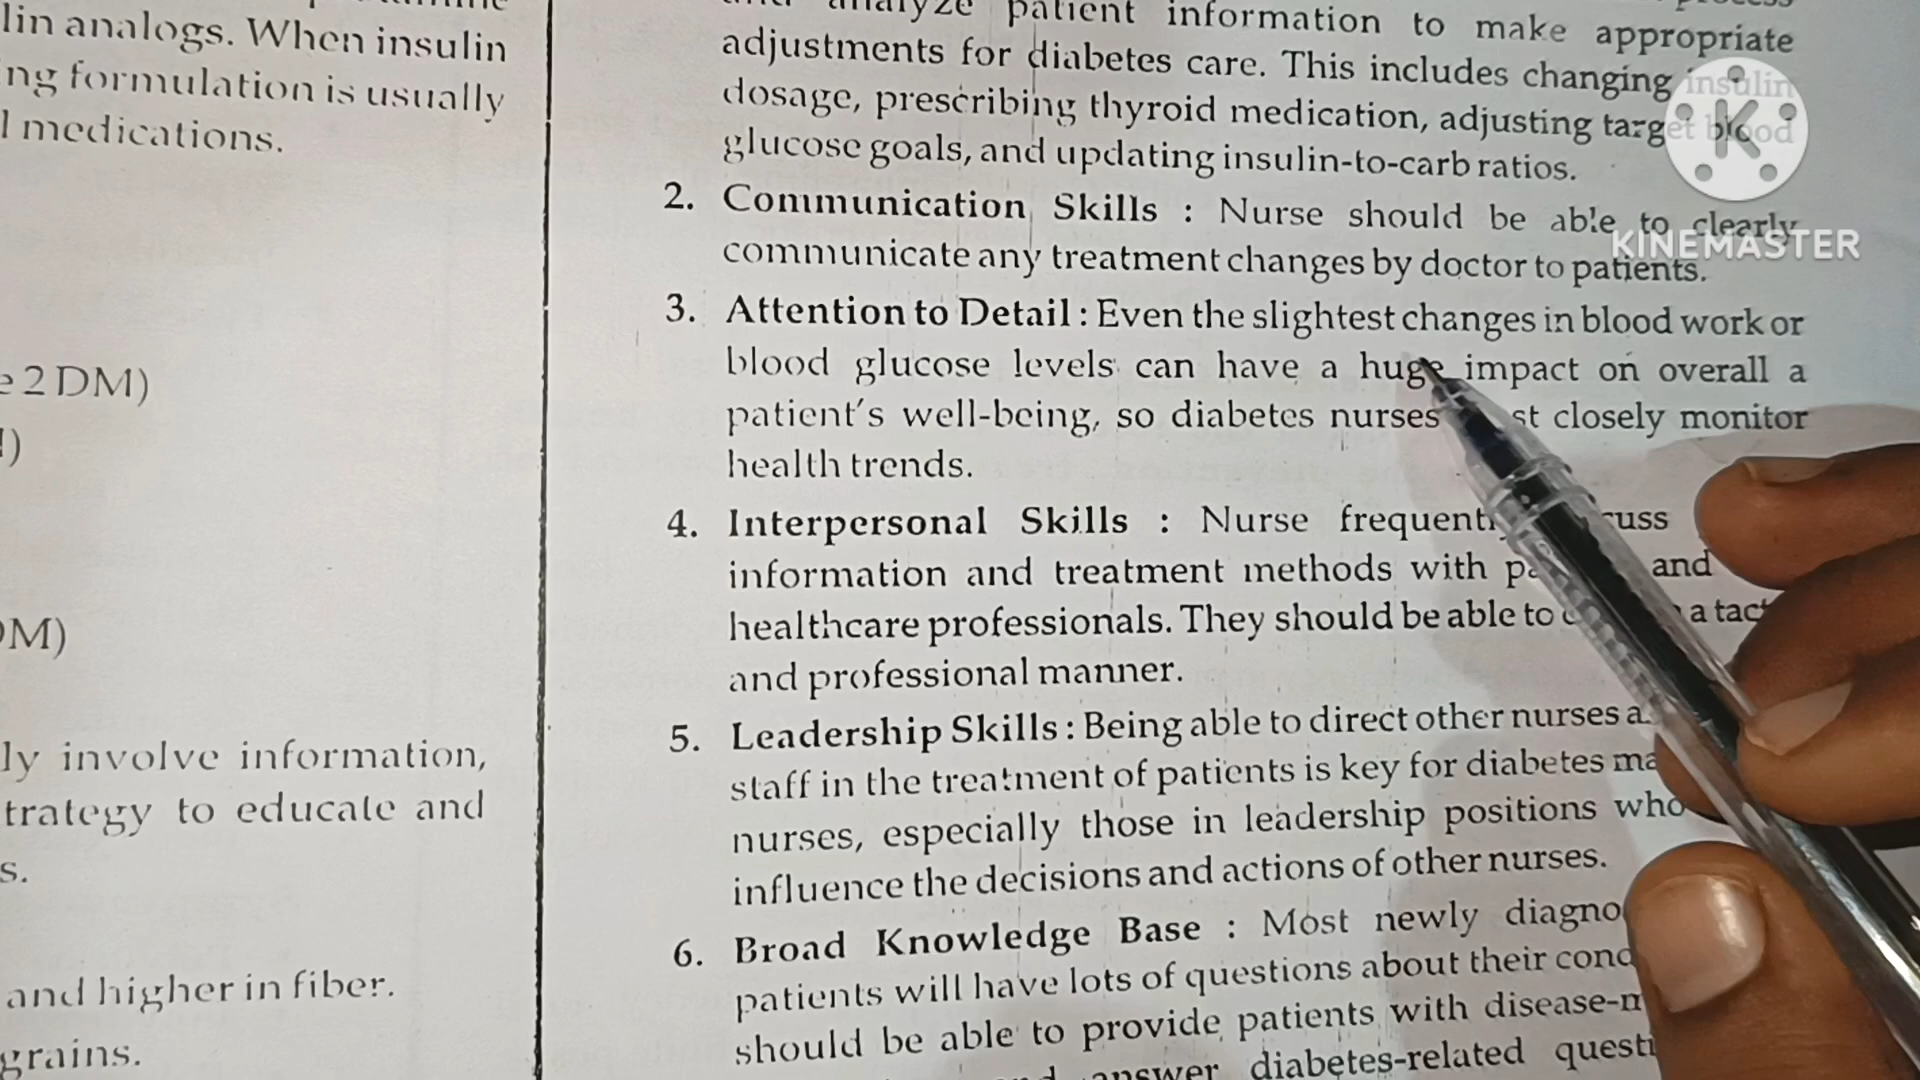 lin analogs. When insulin
ng formulation is usually
l medications.
2 DM)
M)
ly involve information,
trategy to educate and
s.
and higher in fiber.
grains.
analyze patient information to make appropriate
adjustments for diabetes care. This includes changing insulin
dosage, prescribing thyroid medication, adjusting target blood
glucose goals, and updating insulin-to-carb ratios.
2. Communication Skills : Nurse should be able to clearly
communicate any treatment changes by doctor to patients.
3. Attention to Detail : Even the slightest changes in blood work or
blood glucose levels can have a huge impact on overall a
patient's well-being, so diabetes nurses st closely monitor
health trends.
4. Interpersonal Skills : Nurse frequent cuss
information and treatment methods with and
healthcare professionals. They should be able to a tact
and professional manner.
5. Leadership Skills : Being able to direct other nurses a
staff in the treatment of patients is key for diabetes ma
nurses, especially those in leadership positions who
influence the decisions and actions of other nurses.
6. Broad Knowledge Base : Most newly diagno
patients will have lots of questions about their cond
should be able to provide patients with disease-m
answer diabetes-related questi
K
KINEMASTER